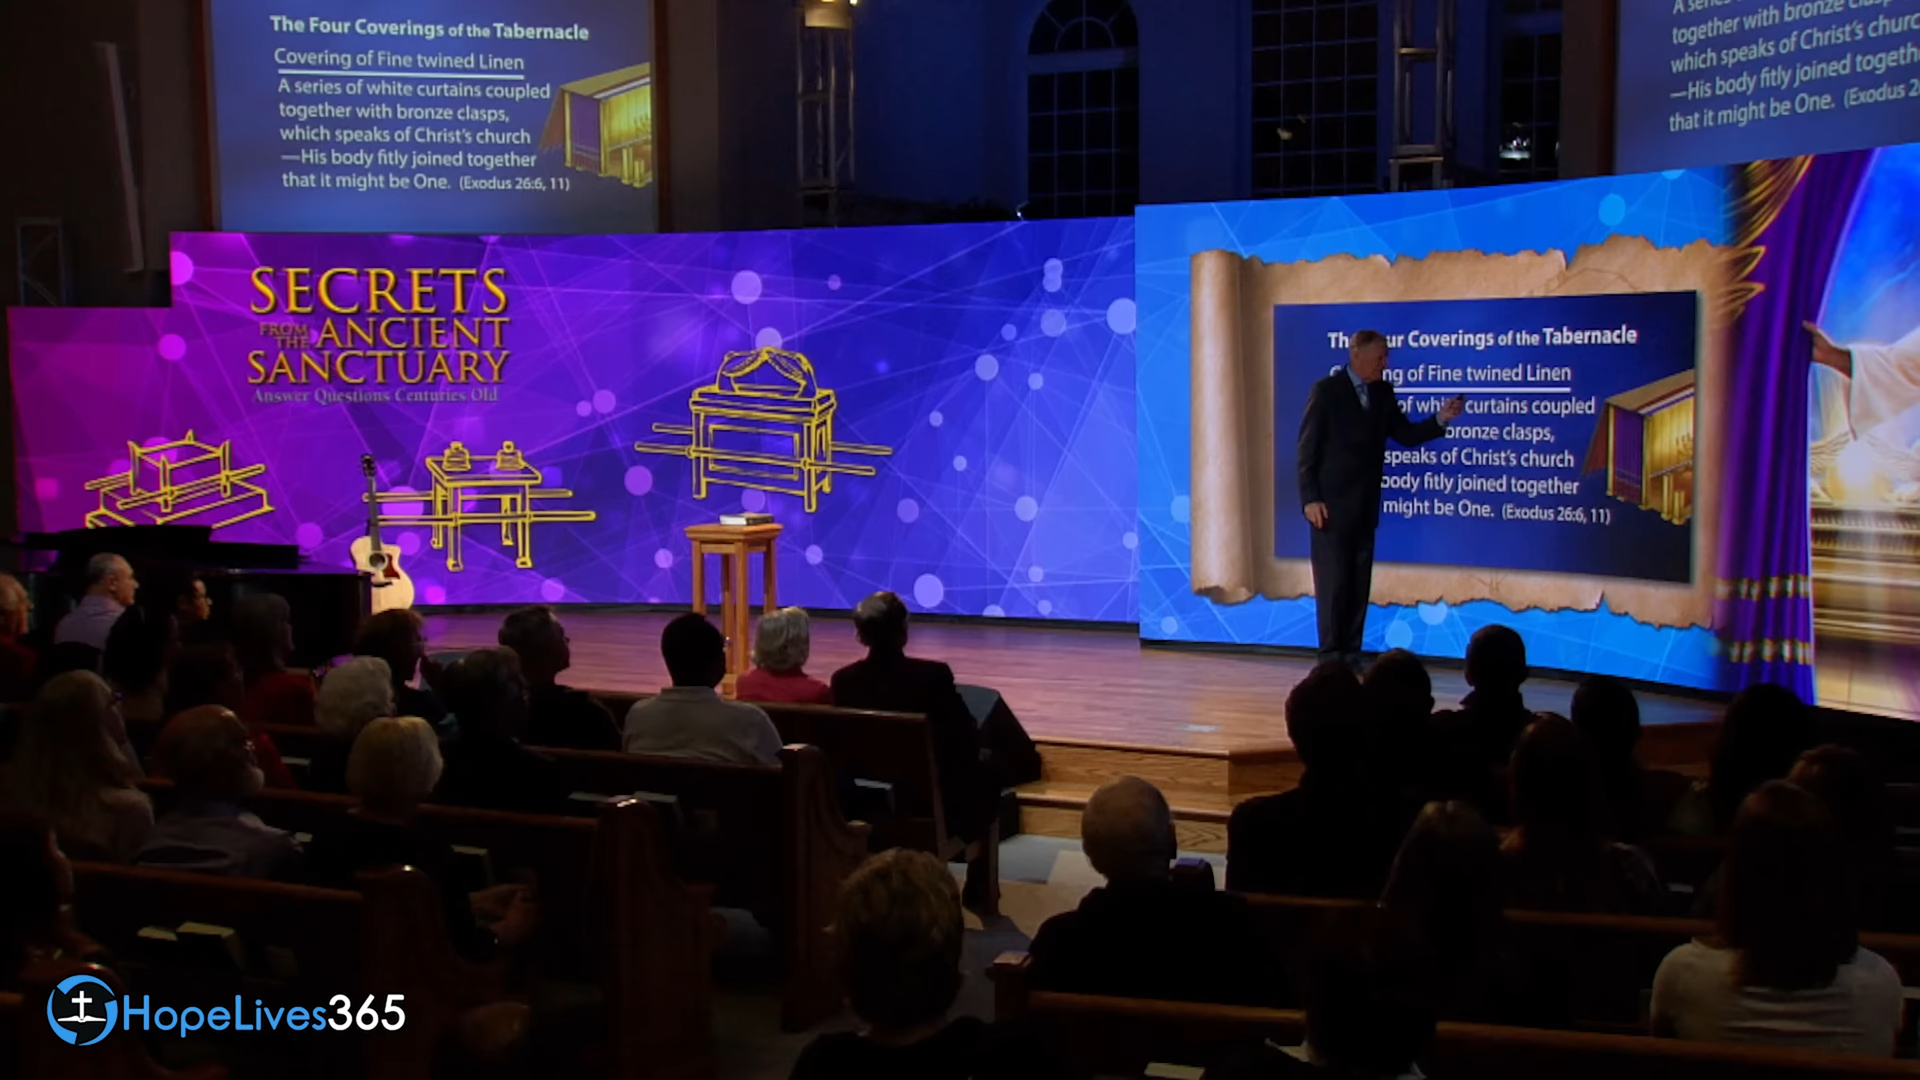 The Four Coverings of the Tabernacle
Covering of Fine twined Linen
A series of white curtains coupled
together with bronze clasps,
which speaks of Christ's church
—His body fitly joined together
that it might be One. (Exodus 26:6, 11)
A series
together with bronze
which speaks of Christ's
—His body fitly joined
that it might be One. (Exodus
SECRETS
FROM THE ANCIENT
SANCTUARY
Answer Questions Centuries Old
Coverings of the Tabernacle
of Fine twined Linen
of curtains coupled
bronze clasps,
speaks of Christ's church
body fitly joined together
might be One. (Exodus 26:6, 11)
HopeLives365